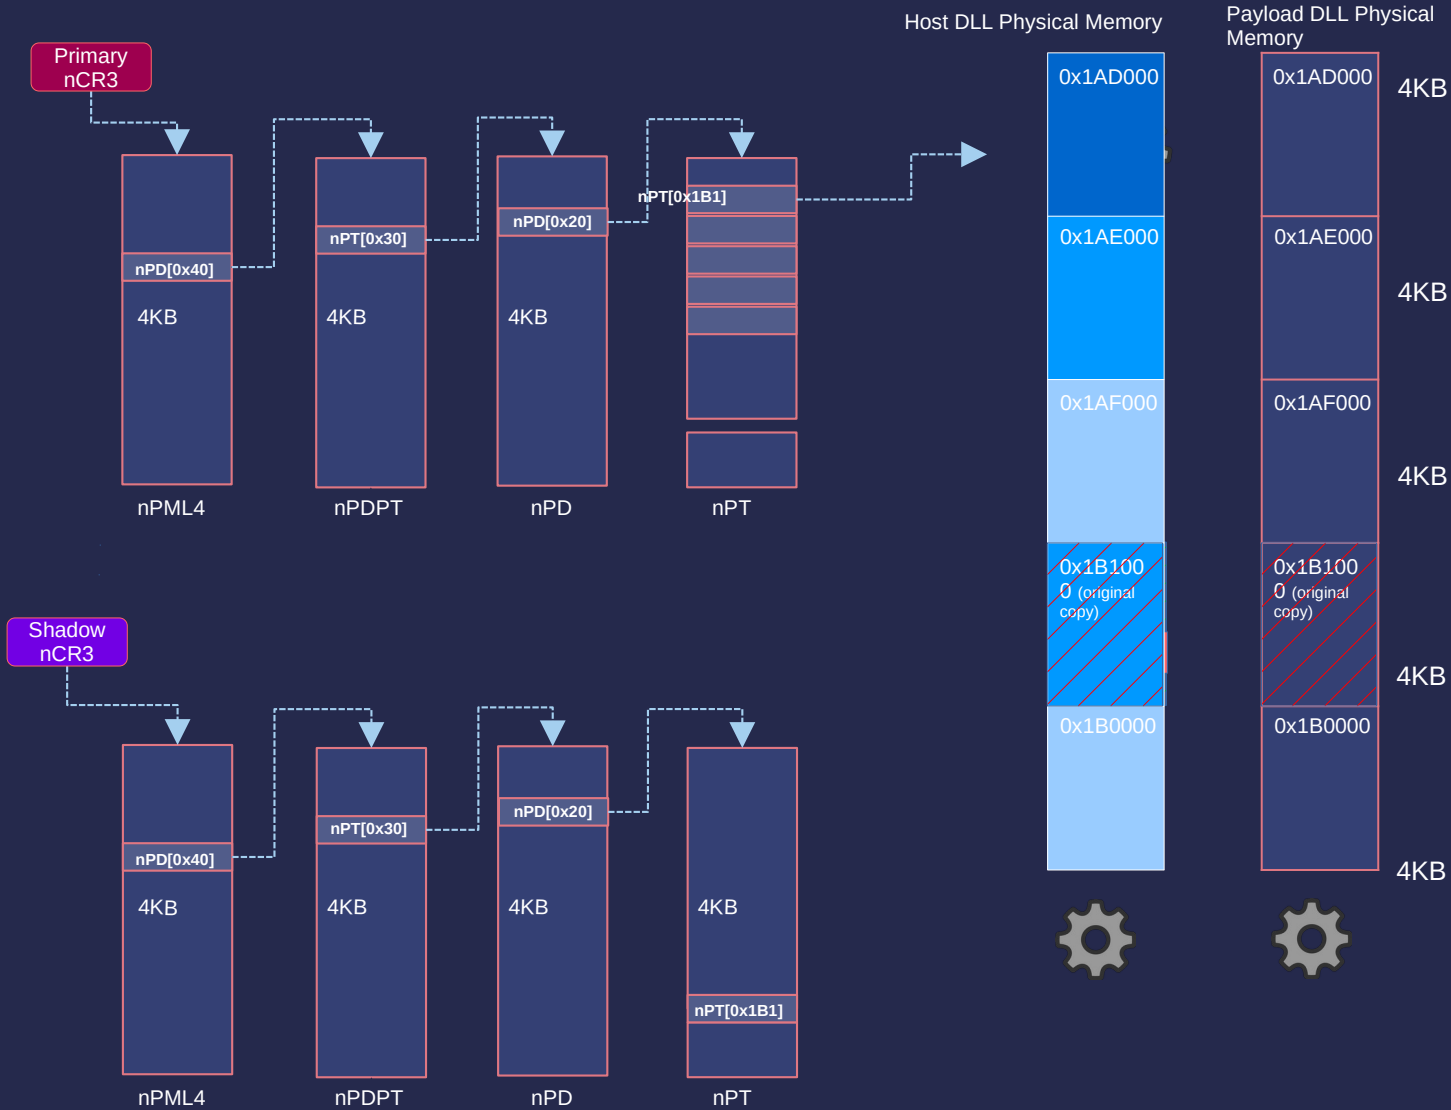 Host DLL Physical Memory
Payload DLL Physical
Memory
Primary
nCR3
nPD[0x40]
4KB
nPML4
nPT[0x30]
4KB
nPDPT
nPD[0x20]
4KB
nPD
nPT[0x1B1]
nPT
0x1AD000
0x1AE000
0x1AF000
0x1B100
0 (original
copy)
0x1B0000
0x1AD000
0x1AE000
0x1AF000
0x1B100
0 (original
copy)
0x1B0000
4KB
4KB
4KB
4KB
4KB
Shadow
nCR3
nPD[0x40]
4KB
nPML4
nPT[0x30]
4KB
nPDPT
nPD[0x20]
4KB
nPD
4KB
nPT[0x1B1]
nPT